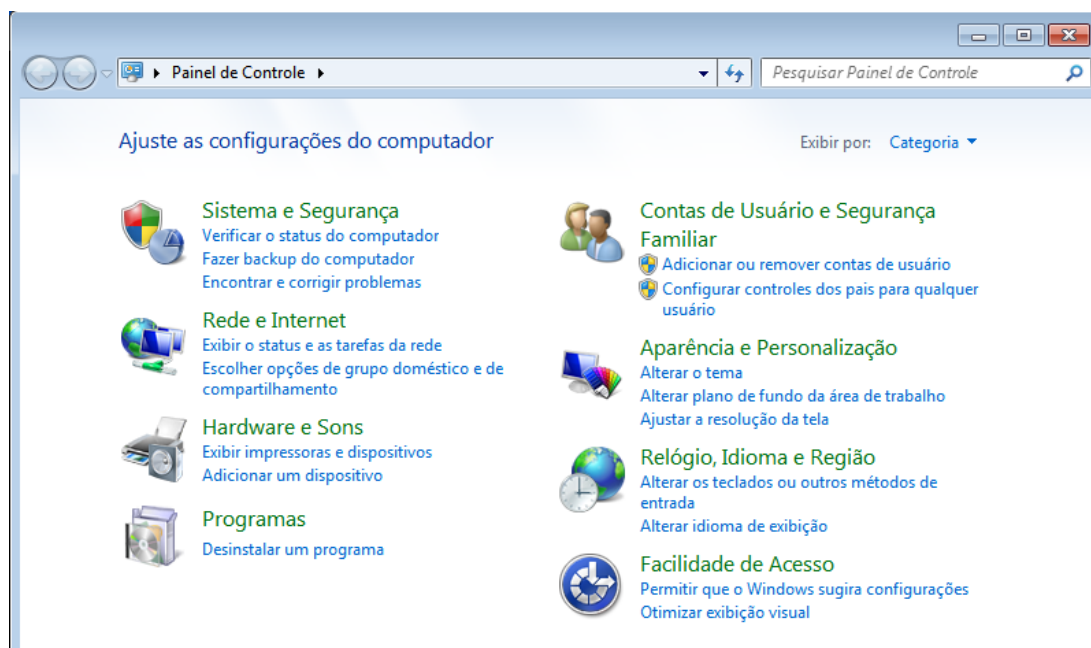 Painel de Controle
Pesquisar Painel de Controle
Ajuste as configurações do computador
Exibir por: Categoria
Sistema e Segurança
Verificar o status do computador
Fazer backup do computador
Encontrar e corrigir problemas
Rede e Internet
Exibir o status e as tarefas da rede
Escolher opções de grupo doméstico e de
compartilhamento
Hardware e Sons
Exibir impressoras e dispositivos
Adicionar um dispositivo
Programas
Desinstalar um programa
Contas de Usuário e Segurança
Familiar
Adicionar ou remover contas de usuário
Configurar controles dos pais para qualquer
usuário
Aparência e Personalização
Alterar o tema
Alterar plano de fundo da área de trabalho
Ajustar a resolução da tela
Relógio, Idioma e Região
Alterar os teclados ou outros métodos de
entrada
Alterar idioma de exibição
Facilidade de Acesso
Permitir que o Windows sugira configurações
Otimizar exibição visual